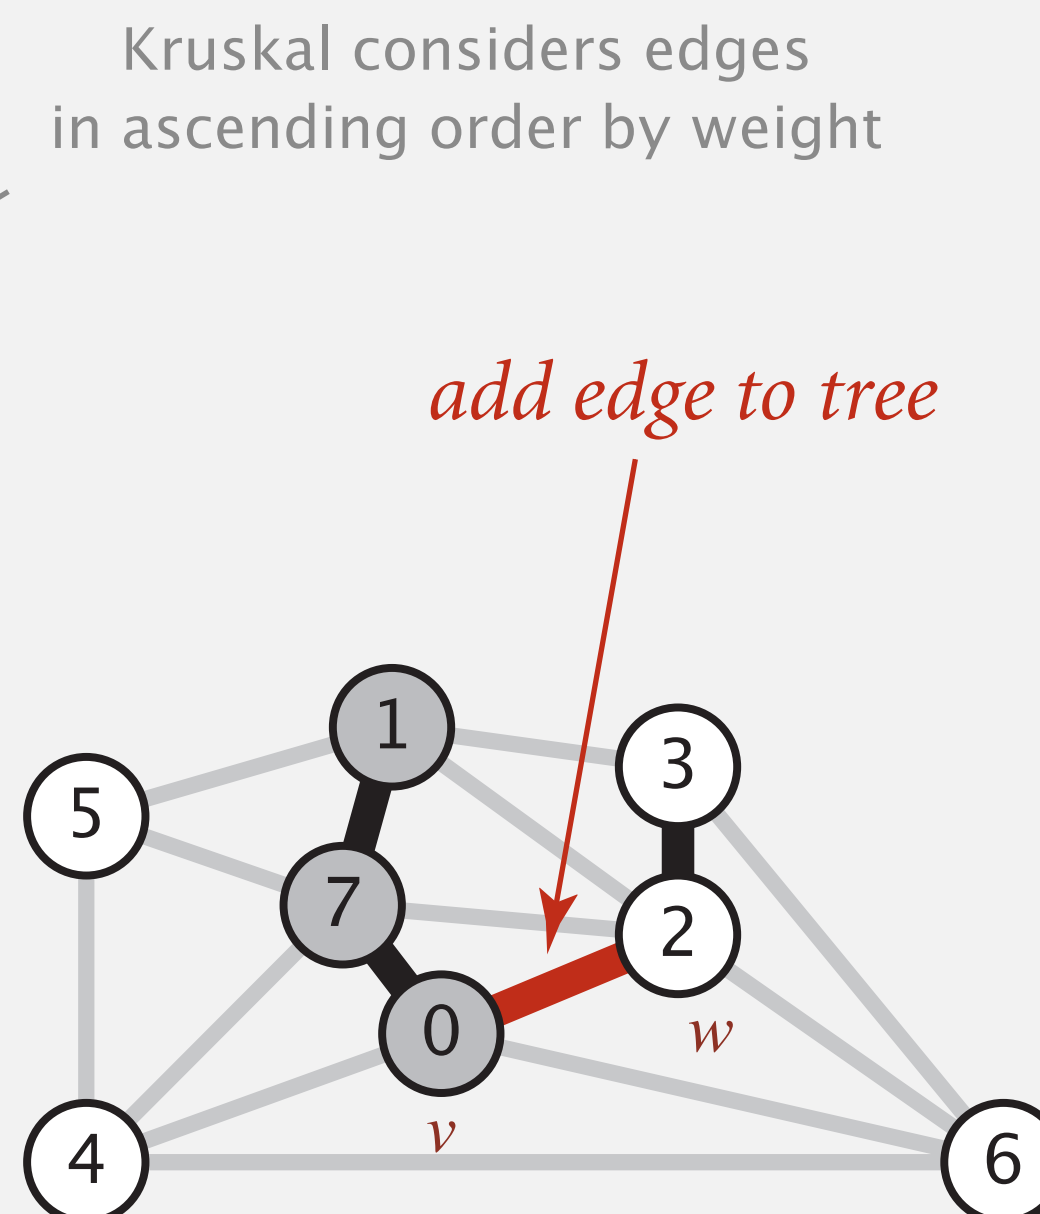 Kruskal considers edges
in ascending order by weight
add edge to tree
1
3
5
7
2
0
w
v
4
6